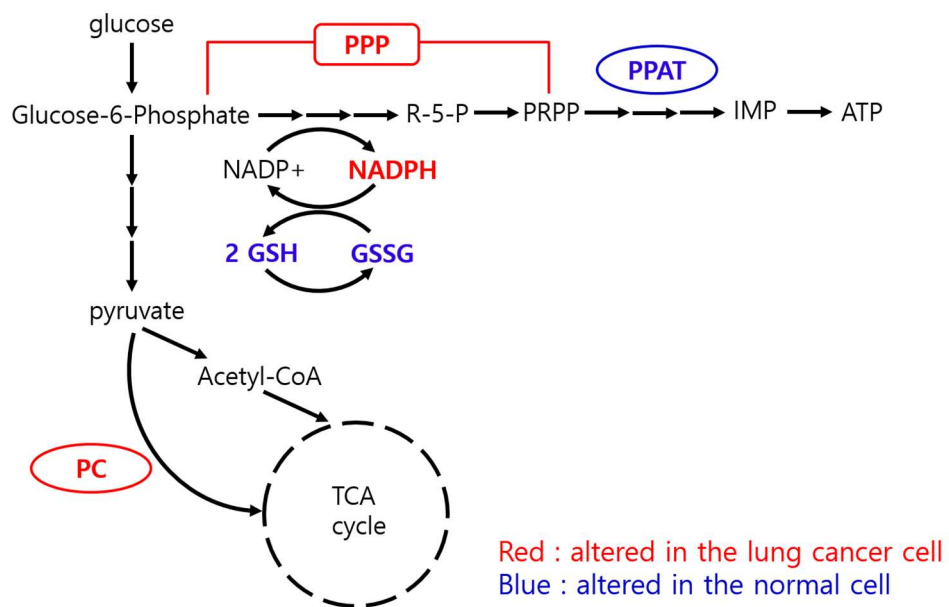 glucose
PPP
PPAT
Glucose-6-Phosphate R-5-P PRPP IMP ATP
NADP+ NADPH
2 GSH GSSG
pyruvate
Acetyl-CoA
PC
TCA
cycle
Red : altered in the lung cancer cell
Blue : altered in the normal cell